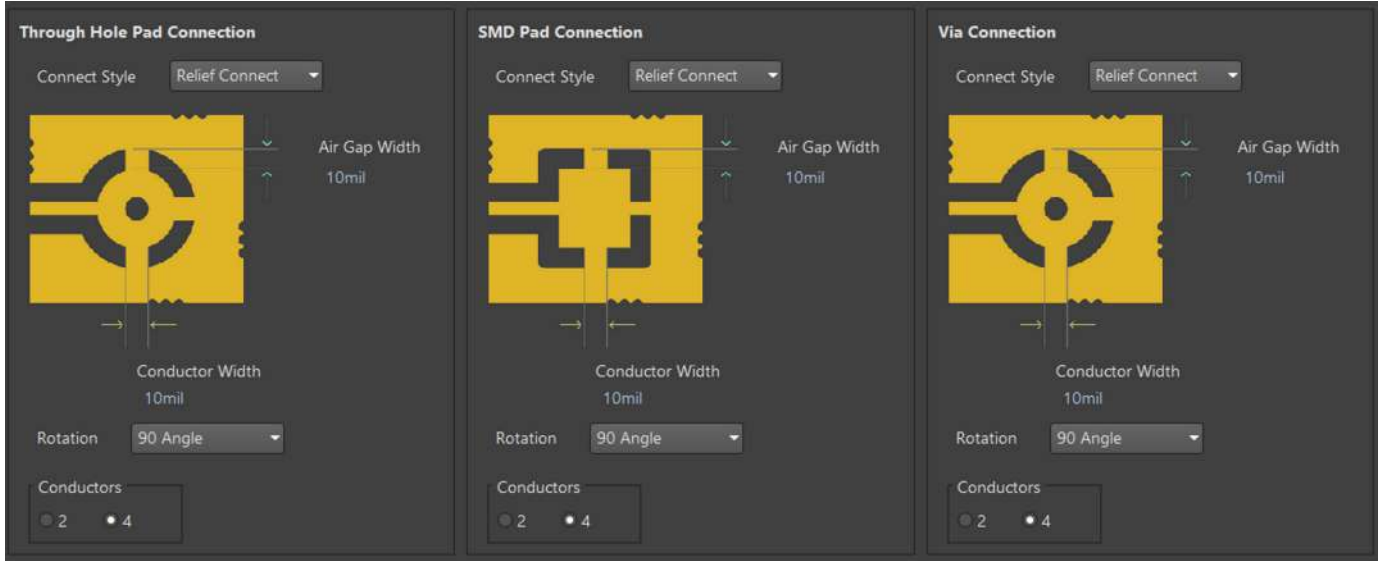 Through Hole Pad Connection
Connect Style
Relief Connect
Air Gap Width
10mil
Conductor Width
10mil
Rotation
90 Angle
Conductors
2
4
SMD Pad Connection
Connect Style
Relief Connect
Air Gap Width
10mil
Conductor Width
10mil
Rotation
90 Angle
Conductors
2
4
Via Connection
Connect Style
Relief Connect
Air Gap Width
10mil
Conductor Width
10mil
Rotation
90 Angle
Conductors
2
4